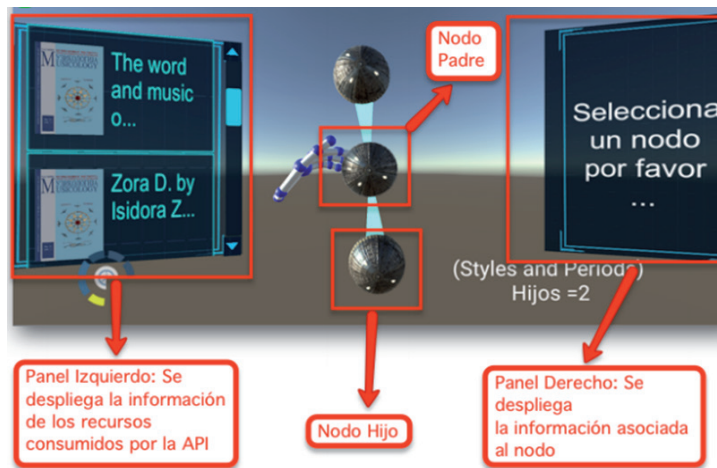 The word
and music
o...
Zora D. by
Isidora Z...
Nodo
Padre
Selecciona
un nodo
por favor
...
(Styles and Periods)
Hijos =2
Panel Izquierdo: Se
despliega la información
de los recursos
consumidos por la API
Nodo Hijo
Panel Derecho: Se
despliega
la información asociada
al nodo